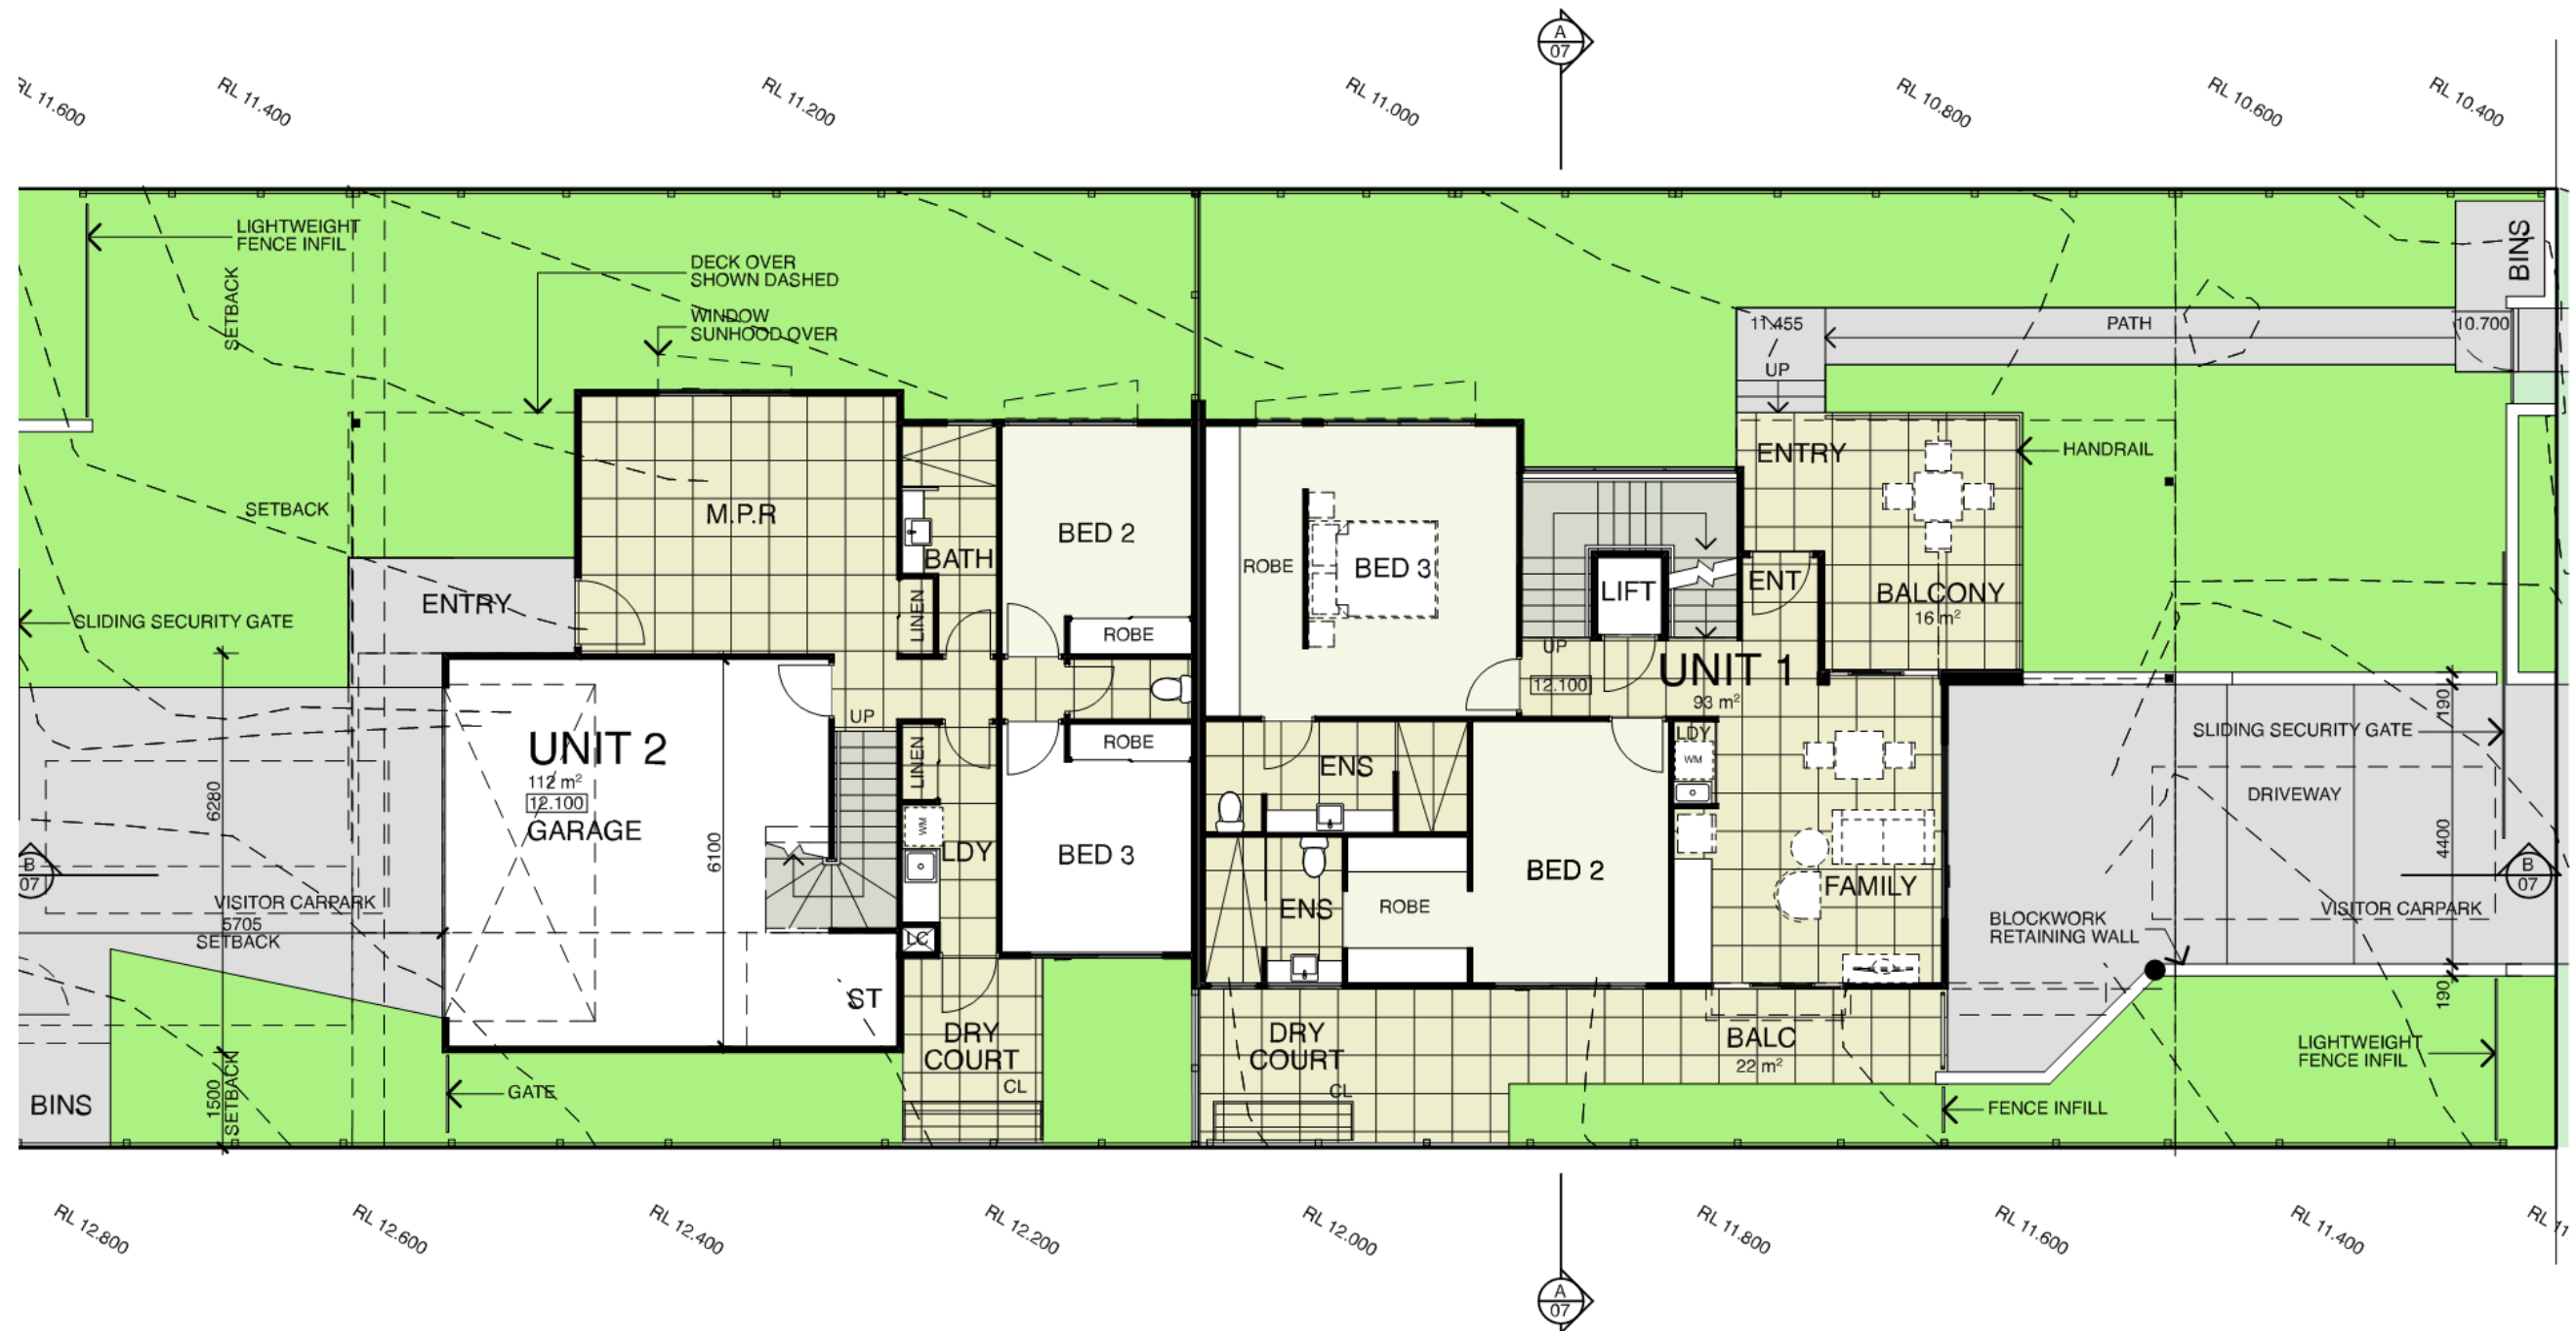 A
07
RL 11.600
RL 11.400
RL 11.200
RL 11.000
RL 10.800
RL 10.600
RL 10.400
LIGHTWEIGHT
FENCE INFIL
SETBACK
DECK OVER
SHOWN DASHED
WINDOW
SUNHOOD OVER
BINS
11.455
PATH
10.700
UP
ENTRY
HANDRAIL
SETBACK
M.P.R
BATH
BED 2
ROBE
BED 3
LIFT
ENT
BALCONY
16 m²
ENTRY
LINEN
ROBE
SLIDING SECURITY GATE
UP
UNIT 1
12.100
93 m²
UP
190
UNIT 2
112 m²
12.100
GARAGE
LINEN
ROBE
ENS
LDY
WM
SLIDING SECURITY GATE
DRIVEWAY
6280
6100
WM
LDY
BED 3
4400
B
07
BED 2
FAMILY
B
07
VISITOR CARPARK
5705
SETBACK
ENS
ROBE
VISITOR CARPARK
BLOCKWORK
RETAINING WALL
LC
ST
190
DRY
COURT
CL
DRY
COURT
CL
BALC
22 m²
LIGHTWEIGHT
FENCE INFIL
BINS
1500
SETBACK
GATE
FENCE INFILL
RL 12.800
RL 12.600
RL 12.400
RL 12.200
RL 12.000
RL 11.800
RL 11.600
RL 11.400
RL 11
A
07